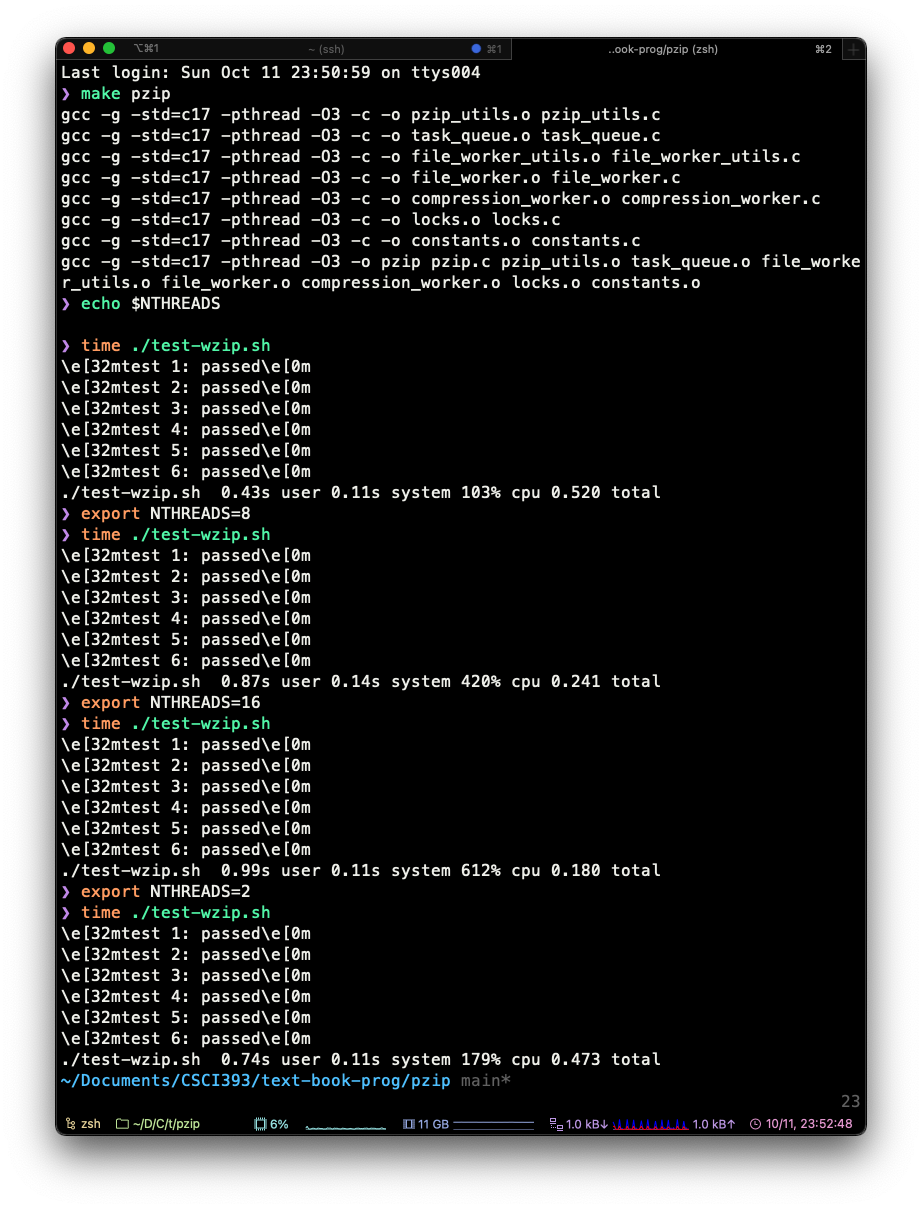 ⌥⌘1 ~ (ssh) ⌘1 ..ook-prog/pzip (zsh) ⌘2 +
Last login: Sun Oct 11 23:50:59 on ttys004
❯ make pzip
gcc -g -std=c17 -pthread -O3 -c -o pzip_utils.o pzip_utils.c
gcc -g -std=c17 -pthread -O3 -c -o task_queue.o task_queue.c
gcc -g -std=c17 -pthread -O3 -c -o file_worker_utils.o file_worker_utils.c
gcc -g -std=c17 -pthread -O3 -c -o file_worker.o file_worker.c
gcc -g -std=c17 -pthread -O3 -c -o compression_worker.o compression_worker.c
gcc -g -std=c17 -pthread -O3 -c -o locks.o locks.c
gcc -g -std=c17 -pthread -O3 -c -o constants.o constants.c
gcc -g -std=c17 -pthread -O3 -o pzip pzip.c pzip_utils.o task_queue.o file_worke
r_utils.o file_worker.o compression_worker.o locks.o constants.o
❯ echo $NTHREADS
❯ time ./test-wzip.sh
\e[32mtest 1: passed\e[0m
\e[32mtest 2: passed\e[0m
\e[32mtest 3: passed\e[0m
\e[32mtest 4: passed\e[0m
\e[32mtest 5: passed\e[0m
\e[32mtest 6: passed\e[0m
./test-wzip.sh  0.43s user 0.11s system 103% cpu 0.520 total
❯ export NTHREADS=8
❯ time ./test-wzip.sh
\e[32mtest 1: passed\e[0m
\e[32mtest 2: passed\e[0m
\e[32mtest 3: passed\e[0m
\e[32mtest 4: passed\e[0m
\e[32mtest 5: passed\e[0m
\e[32mtest 6: passed\e[0m
./test-wzip.sh  0.87s user 0.14s system 420% cpu 0.241 total
❯ export NTHREADS=16
❯ time ./test-wzip.sh
\e[32mtest 1: passed\e[0m
\e[32mtest 2: passed\e[0m
\e[32mtest 3: passed\e[0m
\e[32mtest 4: passed\e[0m
\e[32mtest 5: passed\e[0m
\e[32mtest 6: passed\e[0m
./test-wzip.sh  0.99s user 0.11s system 612% cpu 0.180 total
❯ export NTHREADS=2
❯ time ./test-wzip.sh
\e[32mtest 1: passed\e[0m
\e[32mtest 2: passed\e[0m
\e[32mtest 3: passed\e[0m
\e[32mtest 4: passed\e[0m
\e[32mtest 5: passed\e[0m
\e[32mtest 6: passed\e[0m
./test-wzip.sh  0.74s user 0.11s system 179% cpu 0.473 total
~/Documents/CSCI393/text-book-prog/pzip main*
23
zsh ~/D/C/t/pzip 6% 11 GB 1.0 kB↓ 1.0 kB↑ 10/11, 23:52:48